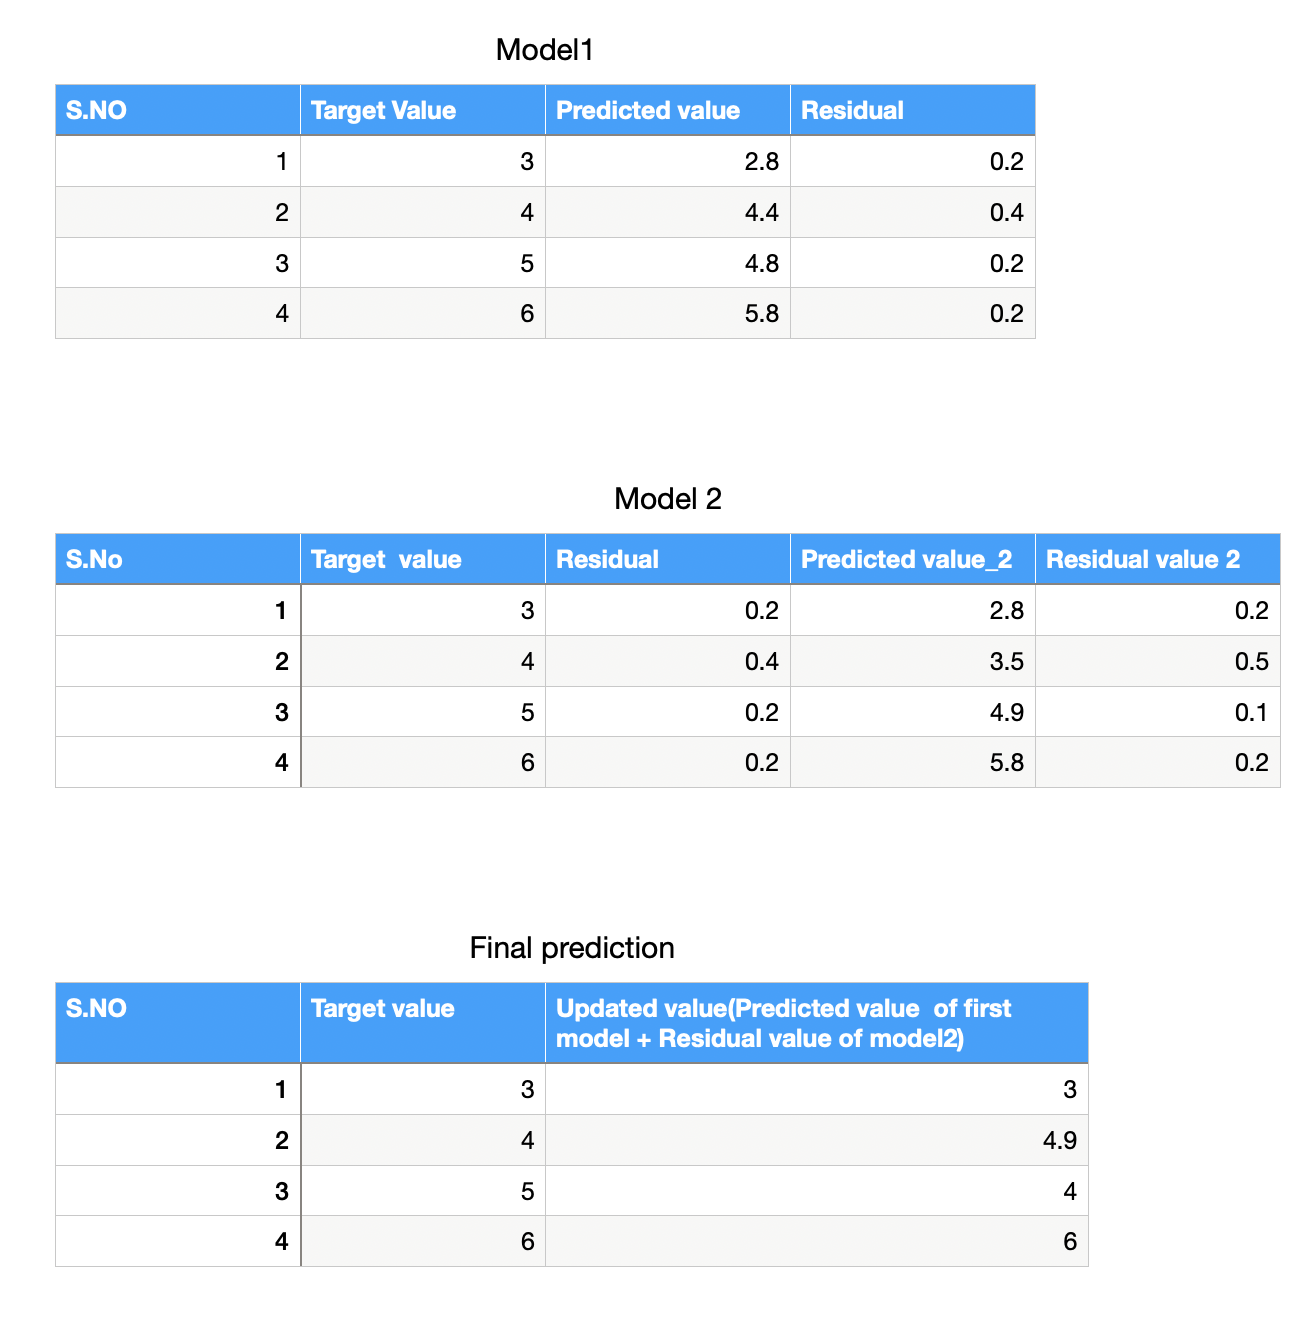 Model1
S.NO Target Value Predicted value Residual
1 3 2.8 0.2
2 4 4.4 0.4
3 5 4.8 0.2
4 6 5.8 0.2
Model 2
S.No Target  value Residual Predicted value_2 Residual value 2
1 3 0.2 2.8 0.2
2 4 0.4 3.5 0.5
3 5 0.2 4.9 0.1
4 6 0.2 5.8 0.2
Final prediction
S.NO Target value Updated value(Predicted value  of first
model + Residual value of model2)
1 3 3
2 4 4.9
3 5 4
4 6 6